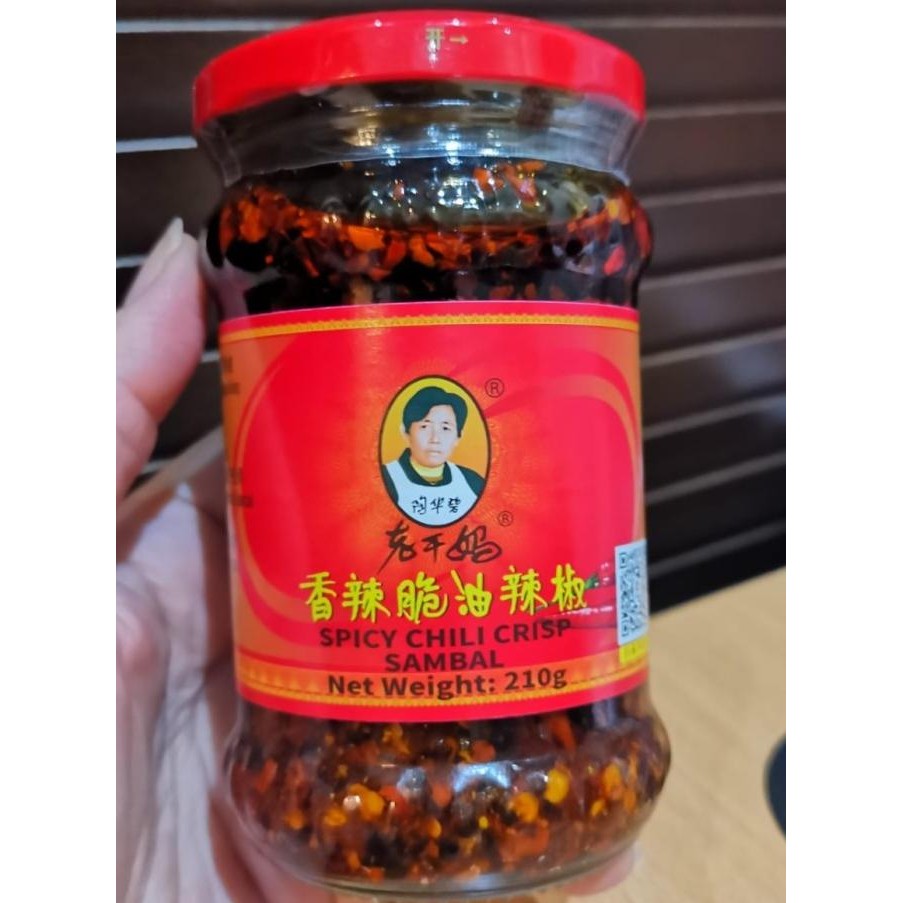 开→
®
陶华碧
老干妈®
香辣脆油辣椒
SPICY CHILI CRISP
SAMBAL
Net Weight: 210g